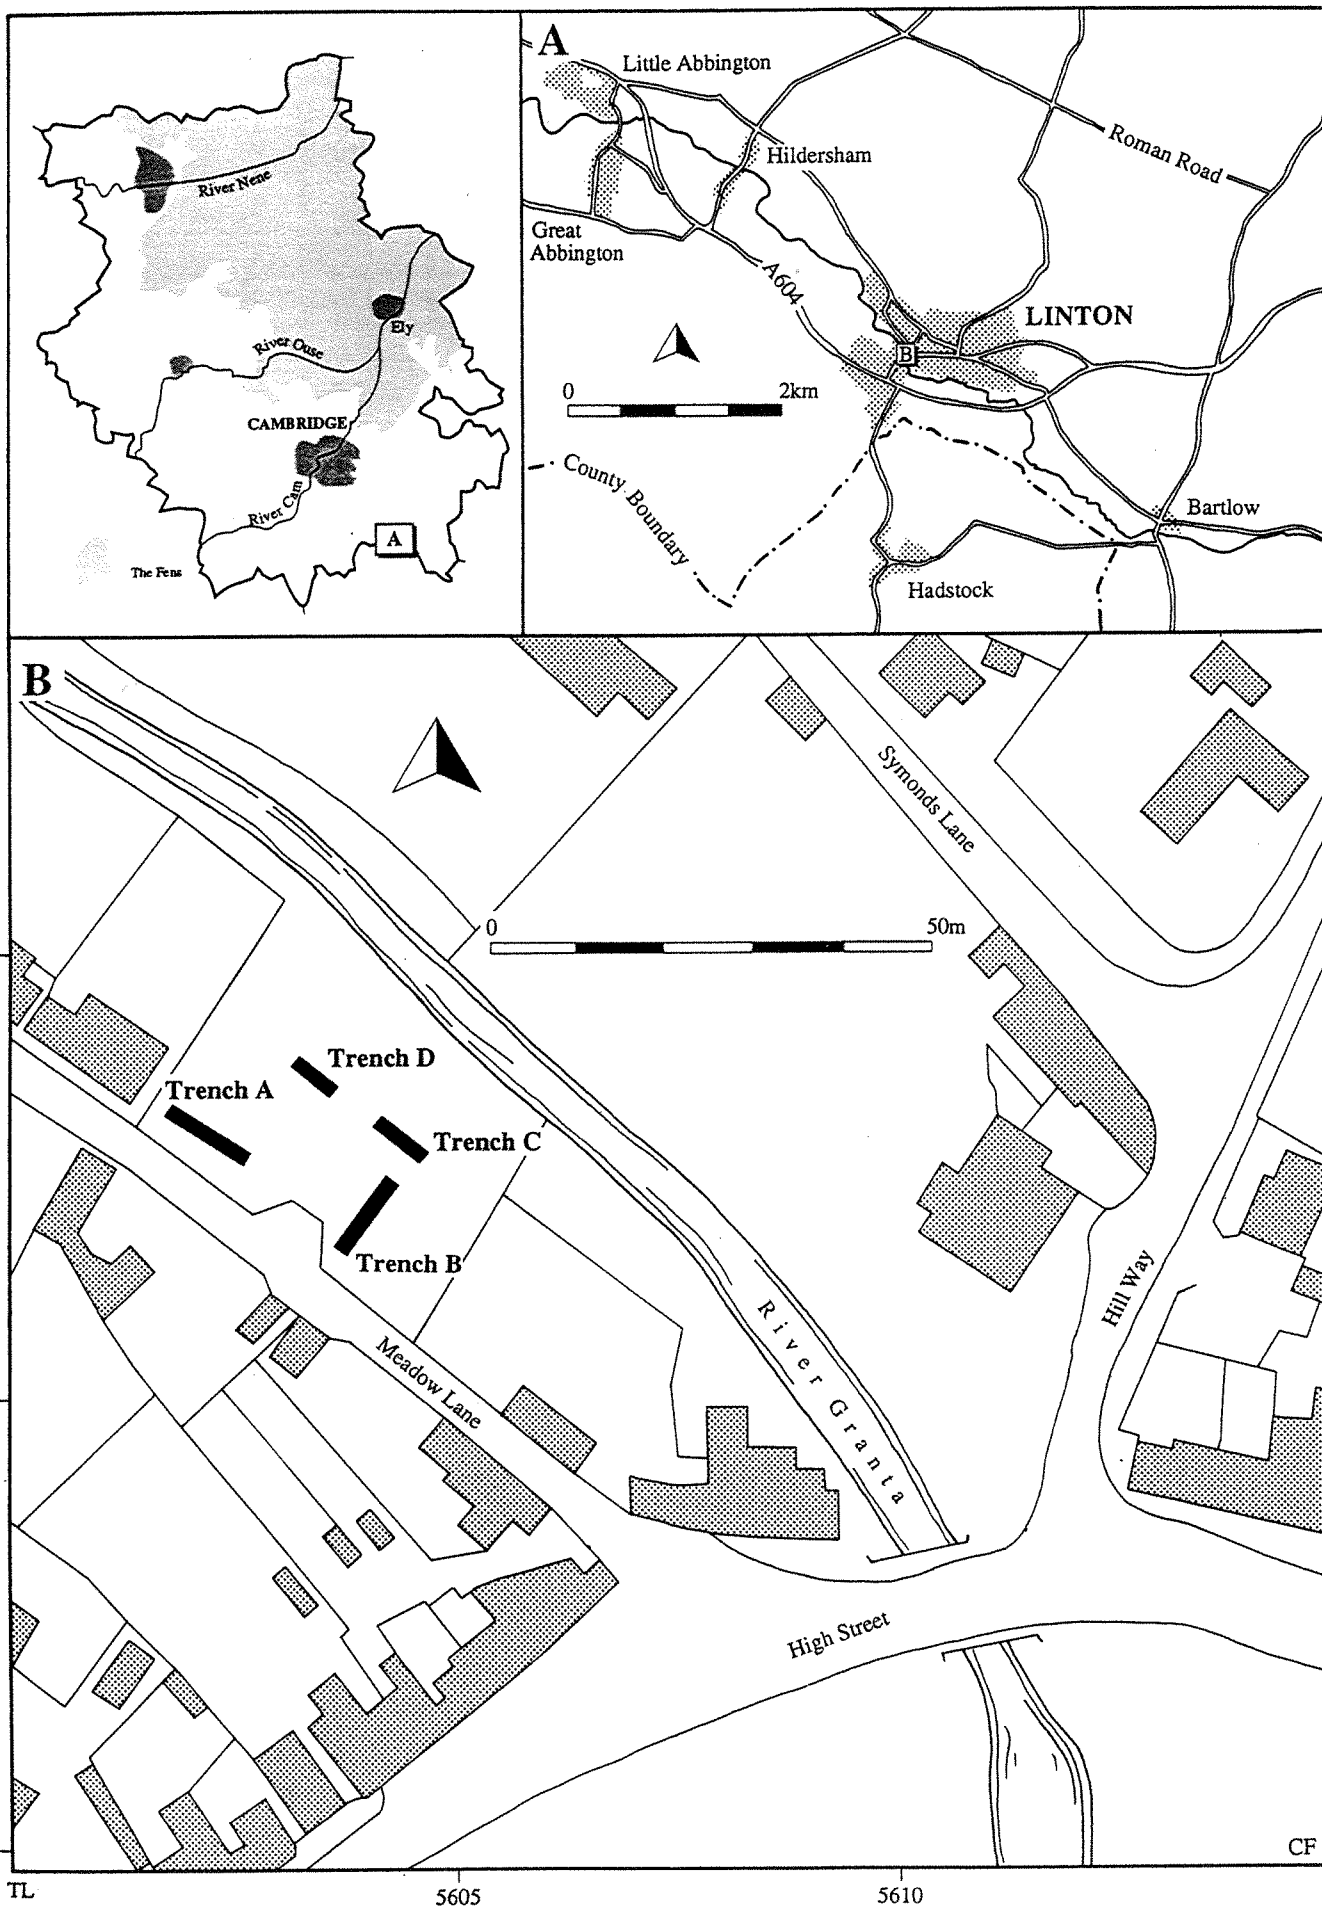 River Nene
Ely
River Ouse
CAMBRIDGE
River Cam
A
The Fens
A
Little Abbington
Hildersham
Roman Road
Great
Abbington
A604
LINTON
B
0 2km
County Boundary
Bartlow
Hadstock
B
Symonds Lane
0 50m
Trench D
Trench A
Trench C
Trench B
Hill Way
River Granta
Meadow Lane
High Street
CF
TL
5605
5610